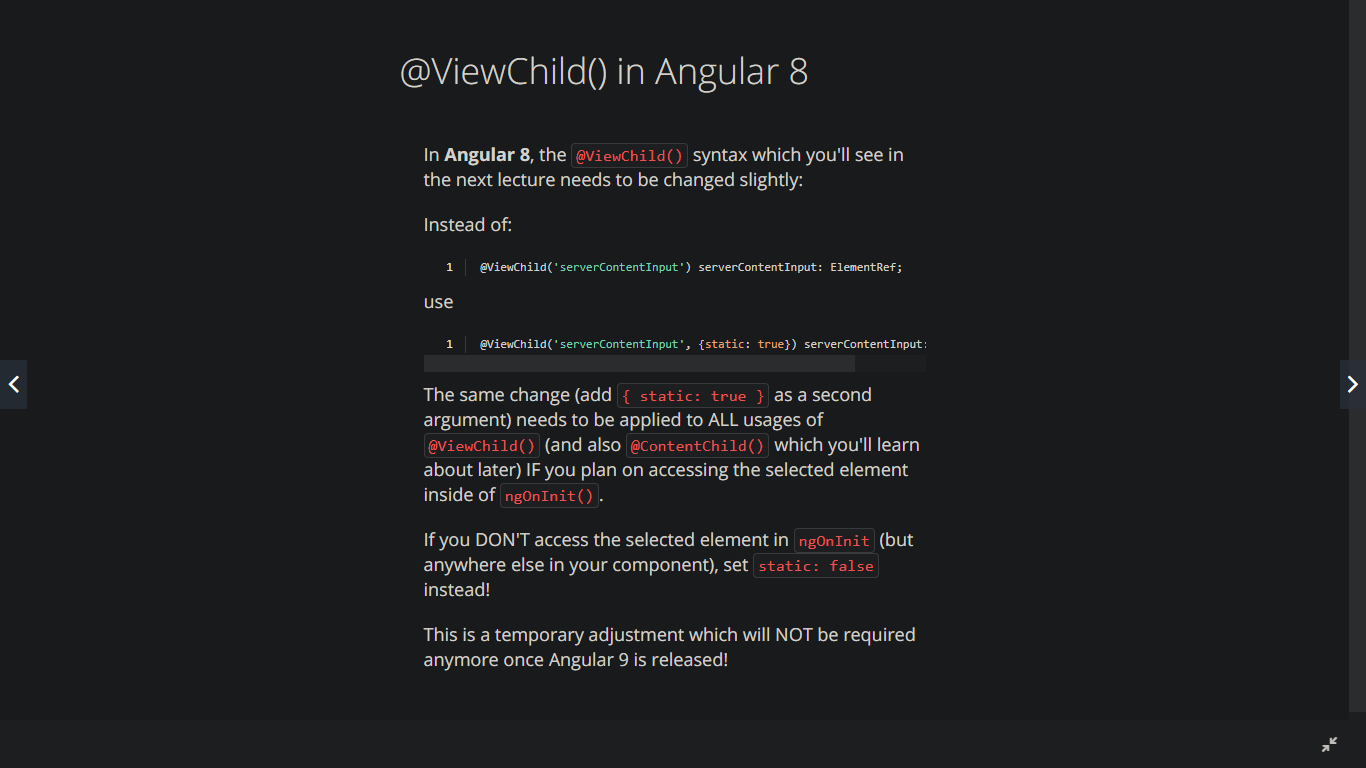 @ViewChild() in Angular 8
In Angular 8, the @ViewChild() syntax which you'll see in
the next lecture needs to be changed slightly:
Instead of:
1 @ViewChild('serverContentInput') serverContentInput: ElementRef;
use
1 @ViewChild('serverContentInput', {static: true}) serverContentInput:
The same change (add { static: true } as a second
argument) needs to be applied to ALL usages of
@ViewChild() (and also @ContentChild() which you'll learn
about later) IF you plan on accessing the selected element
inside of ngOnInit().
If you DON'T access the selected element in ngOnInit (but
anywhere else in your component), set static: false
instead!
This is a temporary adjustment which will NOT be required
anymore once Angular 9 is released!